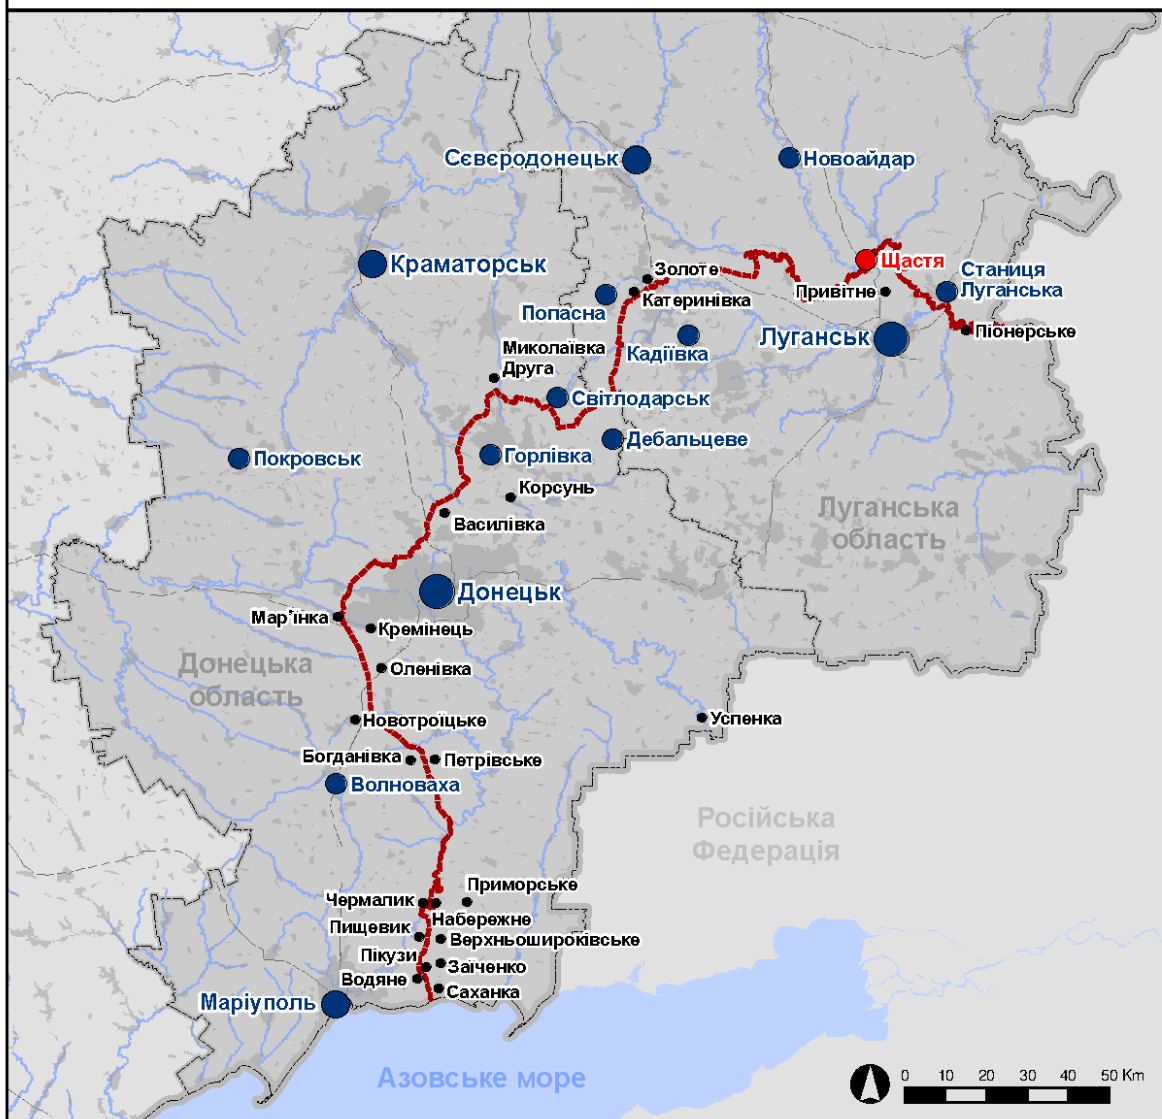 Сєвєродонецьк
Новоайдар
Щастя
Станиця
Луганська
Краматорськ
Золоте
Катеринівка
Привітне
Попасна
Піонерське
Луганськ
Кадіївка
Миколаївка
Друга
Світлодарськ
Дебальцеве
Горлівка
Покровськ
Корсунь
Василівка
Луганська
область
Донецьк
Мар'їнка
Кремінець
Донецька
область
Оленівка
Новотроїцьке
Успенка
Богданівка
Петрівське
Волноваха
Російська
Федерація
Приморське
Чермалик
Набережне
Пищевик
Верхньошироківське
Пікузи
Заїченко
Водяне
Саханка
Маріуполь
Азовське море
0 10 20 30 40 50 Km